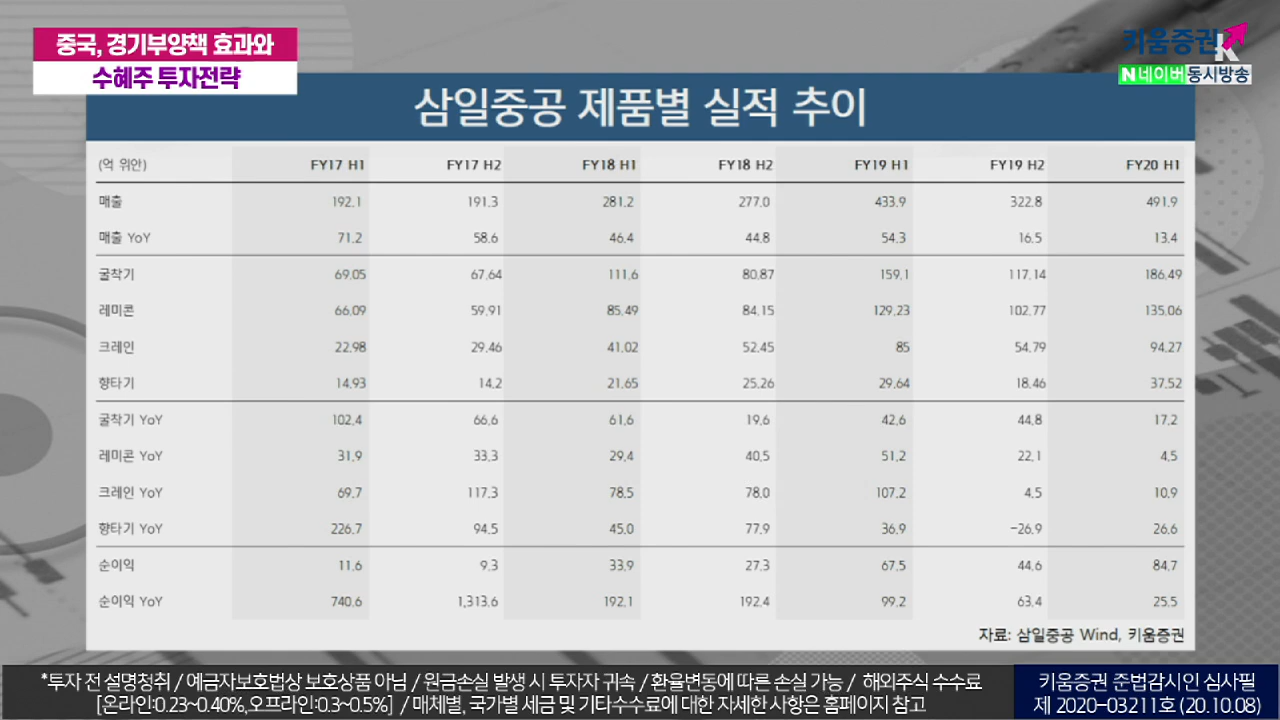 중국, 경기부양책 효과와
수혜주 투자전략
키움증권
N 네이버 동시방송
삼일중공 제품별 실적 추이
(억 위안) FY17 H1 FY17 H2 FY18 H1 FY18 H2 FY19 H1 FY19 H2 FY20 H1
매출 192.1 191.3 281.2 277.0 433.9 322.8 491.9
매출 YoY 71.2 58.6 46.4 44.8 54.3 16.5 13.4
굴착기 69.05 67.64 111.6 80.87 159.1 117.14 186.49
레미콘 66.09 59.91 85.49 84.15 129.23 102.77 135.06
크레인 22.98 29.46 41.02 52.45 85 54.79 94.27
향타기 14.93 14.2 21.65 25.26 29.64 18.46 37.52
굴착기 YoY 102.4 66.6 61.6 19.6 42.6 44.8 17.2
레미콘 YoY 31.9 33.3 29.4 40.5 51.2 22.1 4.5
크레인 YoY 69.7 117.3 78.5 78.0 107.2 4.5 10.9
향타기 YoY 226.7 94.5 45.0 77.9 36.9 -26.9 26.6
순이익 11.6 9.3 33.9 27.3 67.5 44.6 84.7
순이익 YoY 740.6 1,313.6 192.1 192.4 99.2 63.4 25.5
자료: 삼일중공 Wind, 키움증권
*투자 전 설명청취 / 예금자보호법상 보호상품 아님 / 원금손실 발생 시 투자자 귀속 / 환율변동에 따른 손실 가능 / 해외주식 수수료
[온라인:0.23~0.40%,오프라인:0.3~0.5%] / 매체별, 국가별 세금 및 기타수수료에 대한 자세한 사항은 홈페이지 참고
키움증권 준법감시인 심사필
제 2020-03211호 (20.10.08)